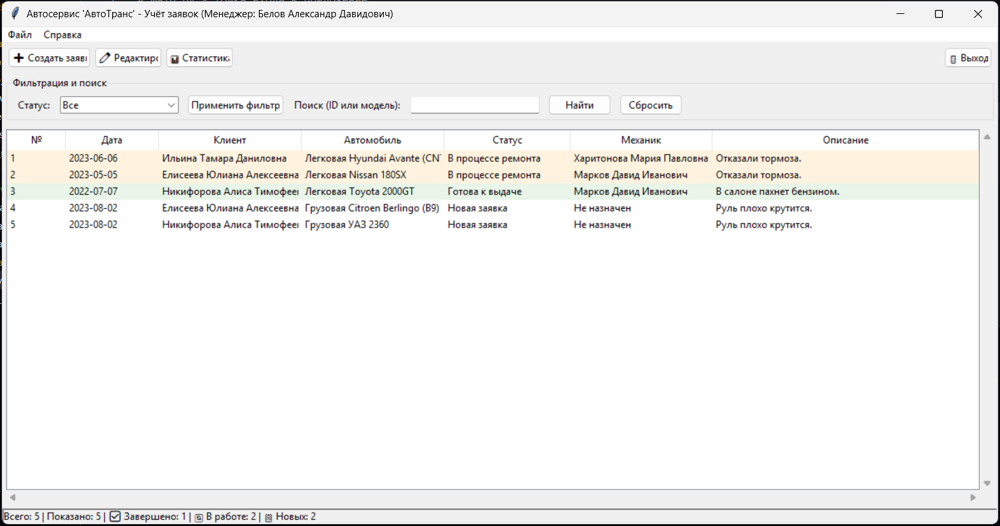 Автосервис 'АвтоТранс' - Учёт заявок (Менеджер: Белов Александр Давидович)
Файл Справка
Создать заяв Редактиро Статистика Выход
Фильтрация и поиск
Статус: Все Применить фильтр Поиск (ID или модель): Найти Сбросить
№ Дата Клиент Автомобиль Статус Механик Описание
1 2023-06-06 Ильина Тамара Даниловна Легковая Hyundai Avante (CN В процессе ремонта Харитонова Мария Павловна Отказали тормоза.
2 2023-05-05 Елисеева Юлиана Алексеевна Легковая Nissan 180SX В процессе ремонта Марков Давид Иванович Отказали тормоза.
3 2022-07-07 Никифорова Алиса Тимофее Легковая Toyota 2000GT Готова к выдаче Марков Давид Иванович В салоне пахнет бензином.
4 2023-08-02 Елисеева Юлиана Алексеевна Грузовая Citroen Berlingo (B9) Новая заявка Не назначен Руль плохо крутится.
5 2023-08-02 Никифорова Алиса Тимофее Грузовая УАЗ 2360 Новая заявка Не назначен Руль плохо крутится.
Всего: 5 | Показано: 5 | Завершено: 1 | В работе: 2 | Новых: 2